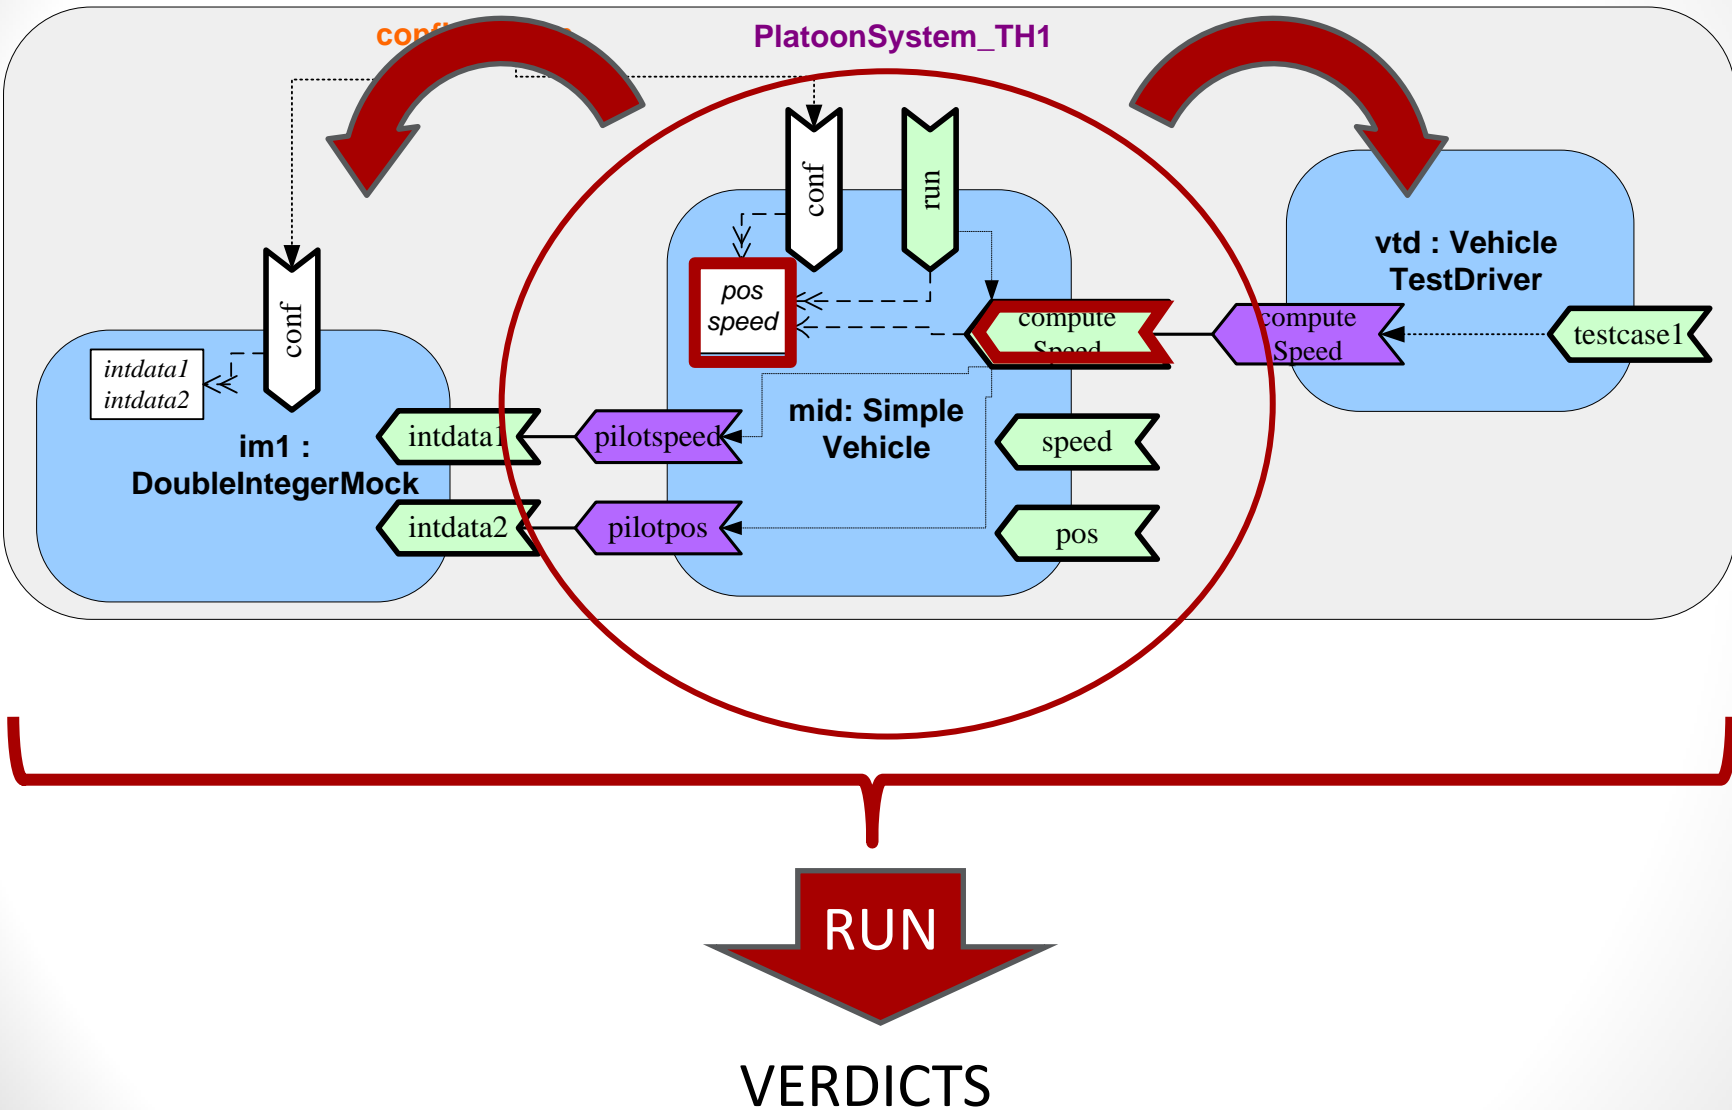 PlatoonSystem_TH1
conf
run
vtd : Vehicle
TestDriver
pos
speed
compute
Speed
compute
Speed
testcase1
conf
intdata1
intdata2
mid: Simple
Vehicle
intdata1
pilotspeed
speed
im1 :
DoubleIntegerMock
intdata2
pilotpos
pos
RUN
VERDICTS